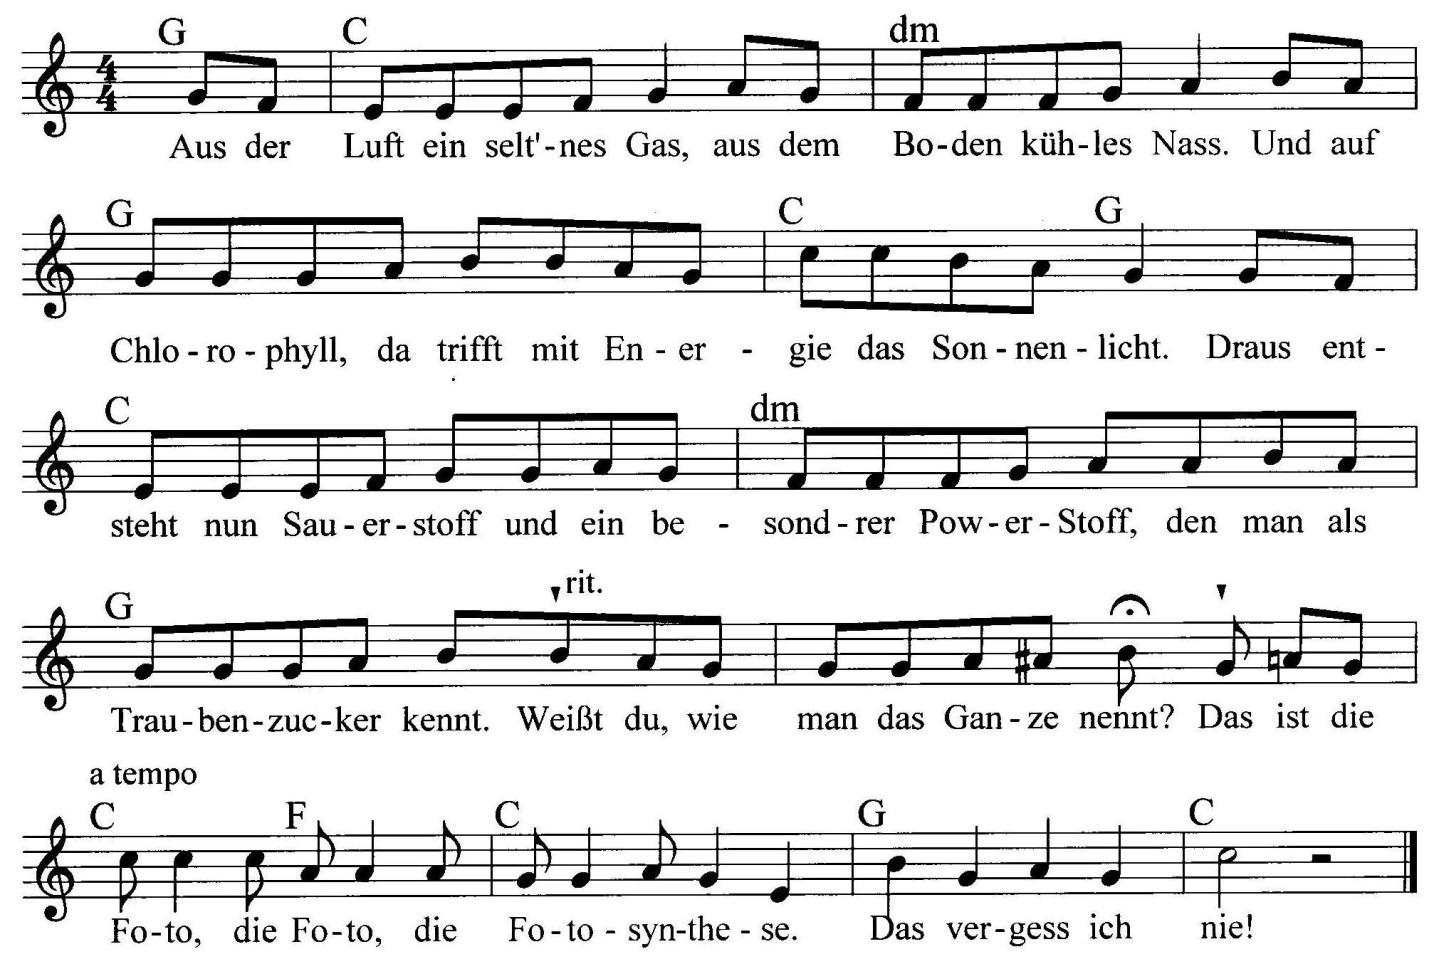 G C dm
4
4
Aus der Luft ein selt'-nes Gas, aus dem Bo-den küh-les Nass. Und auf
G C G
Chlo-ro-phyll, da trifft mit En-er-gie das Son-nen-licht. Draus ent-
C dm
steht nun Sau-er-stoff und ein be-sond-rer Pow-er-Stoff, den man als
G rit.
Trau-ben-zuc-ker kennt. Weißt du, wie man das Gan-ze nennt? Das ist die
a tempo
C F C G C
Fo-to, die Fo-to, die Fo-to-syn-the-se. Das ver-gess ich nie!